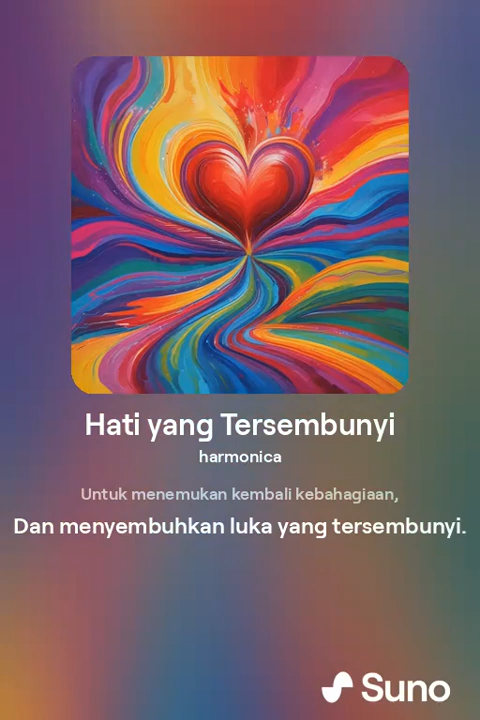 Hati yang Tersembunyi
harmonica
Untuk menemukan kembali kebahagiaan,
Dan menyembuhkan luka yang tersembunyi.
Suno